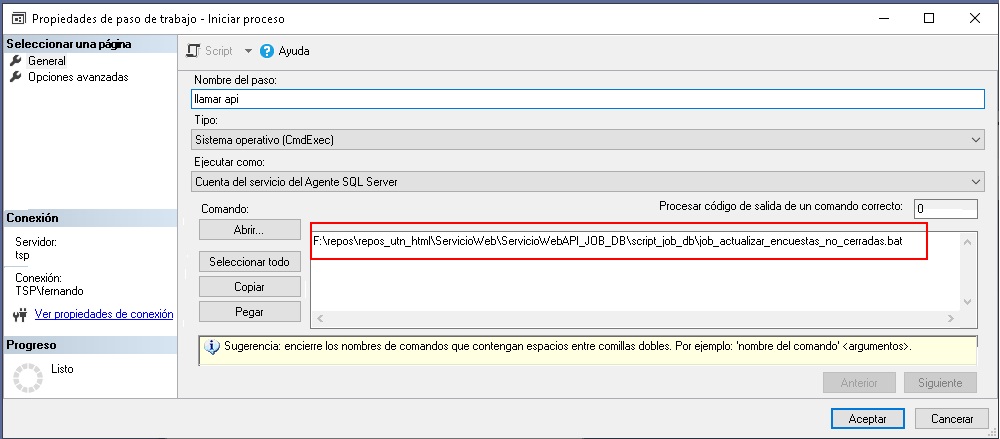 Propiedades de paso de trabajo - Iniciar proceso
Seleccionar una página
General
Opciones avanzadas
Script
Ayuda
Nombre del paso:
llamar api
Tipo:
Sistema operativo (CmdExec)
Ejecutar como:
Cuenta del servicio del Agente SQL Server
Comando:
Procesar código de salida de un comando correcto:
0
Abrir...
Seleccionar todo
Copiar
Pegar
F:\repos\repos_utn_html\ServicioWeb\ServicioWebAPI_JOB_DB\script_job_db\job_actualizar_encuestas_no_cerradas.bat
Conexión
Servidor:
tsp
Conexión:
TSP\fernando
Ver propiedades de conexión
Progreso
Listo
Sugerencia: encierre los nombres de comandos que contengan espacios entre comillas dobles. Por ejemplo: 'nombre del comando' <argumentos>.
Anterior
Siguiente
Aceptar
Cancerar